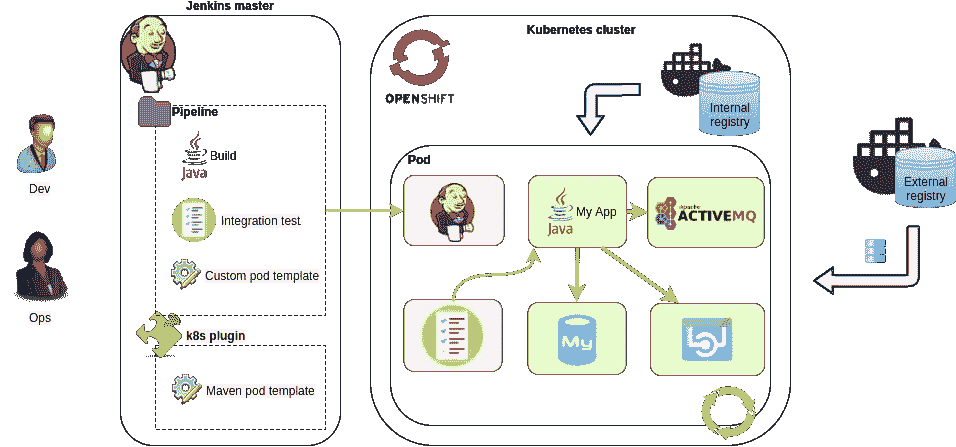 Jenkins master
Pipeline
Build
Java
Integration test
Custom pod template
k8s plugin
Maven pod template
Dev
Ops
Kubernetes cluster
OPENSHIFT
Internal
registry
Pod
My App
Java
Apache
ACTIVEMQ
My
External
registry